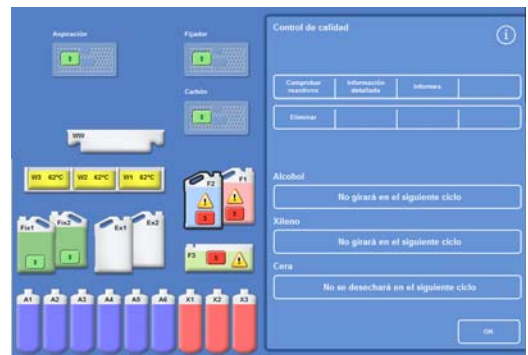 Aspiración
Fijador
Carbón
WW
W3 62ºC
W2 62ºC
W1 62ºC
F2
F1
Fix1
Fix2
Ex1
Ex2
F3
A1
A2
A3
A4
A5
A6
X1
X2
X3
Control de calidad
i
Comprobar
reactivos
Información
detallada
Informes
Eliminar
Alcohol
No girará en el siguiente ciclo
Xileno
No girará en el siguiente ciclo
Cera
No se desechará en el siguiente ciclo
OK